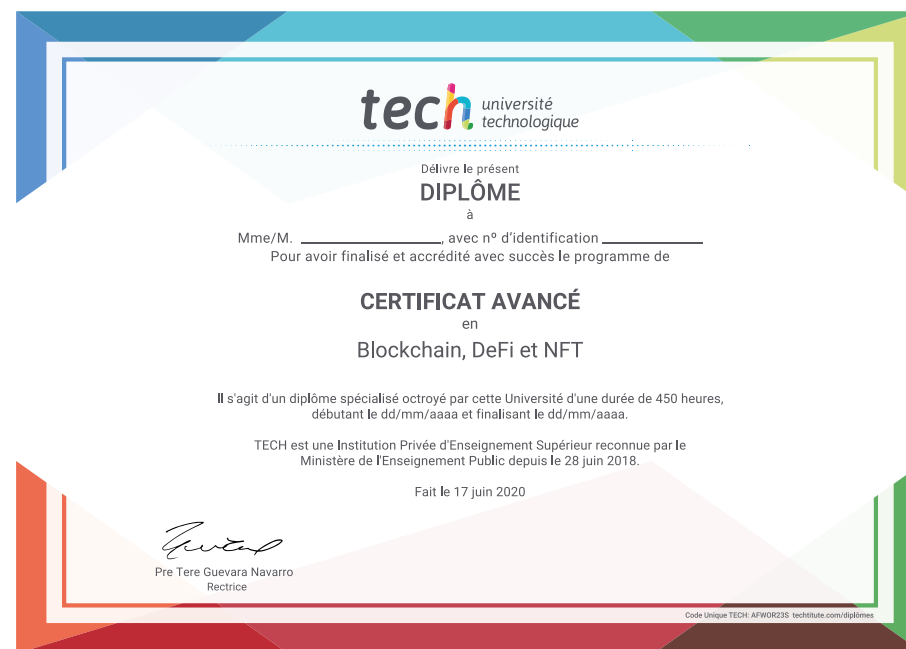 tech université
technologique
Délivre le présent
DIPLÔME
à
Mme/M. ____________________, avec nº d'identification ______________
Pour avoir finalisé et accrédité avec succès le programme de
CERTIFICAT AVANCÉ
en
Blockchain, DeFi et NFT
Il s'agit d'un diplôme spécialisé octroyé par cette Université d'une durée de 450 heures,
débutant le dd/mm/aaaa et finalisant le dd/mm/aaaa.
TECH est une Institution Privée d'Enseignement Supérieur reconnue par le
Ministère de l'Enseignement Public depuis le 28 juin 2018.
Fait le 17 juin 2020
Pre Tere Guevara Navarro
Rectrice
Code Unique TECH: AFWOR23S techtitute.com/diplômes